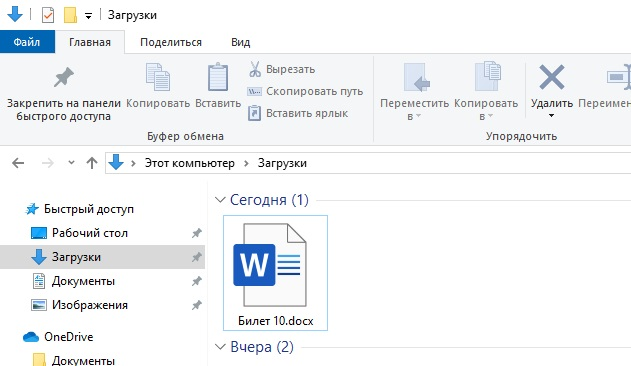 Загрузки
Файл Главная Поделиться Вид
Закрепить на панели быстрого доступа
Копировать
Вставить
Вырезать
Скопировать путь
Вставить ярлык
Буфер обмена
Переместить в
Копировать в
Удалить
Переиме
Упорядочить
Этот компьютер > Загрузки
Быстрый доступ
Рабочий стол
Загрузки
Документы
Изображения
OneDrive
Документы
Сегодня (1)
W
Билет 10.docx
Вчера (2)